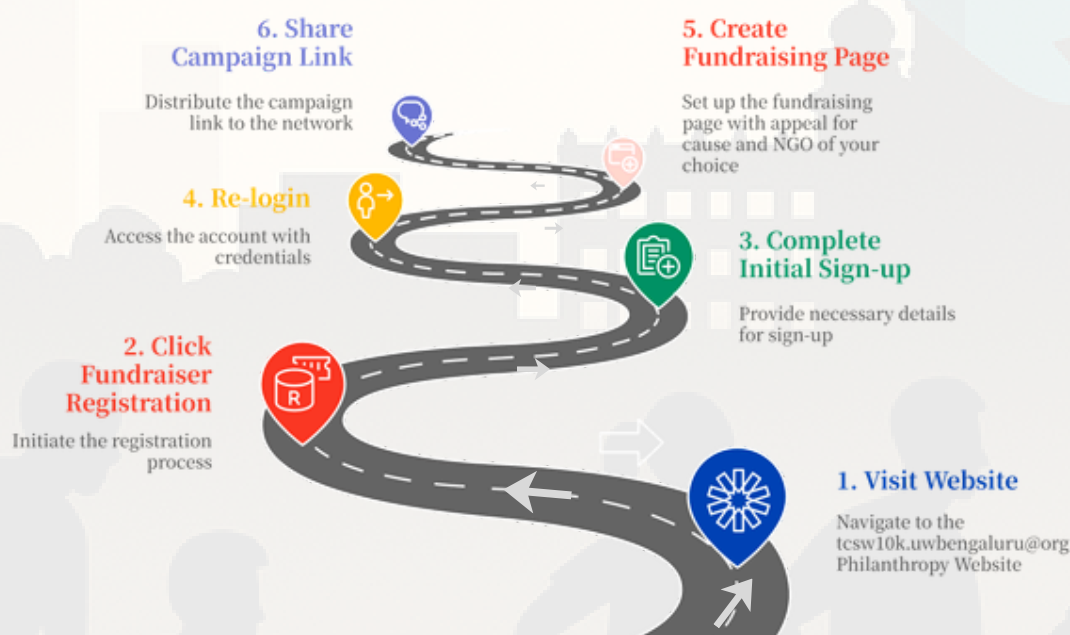 6. Share
Campaign Link
Distribute the campaign
link to the network
5. Create
Fundraising Page
Set up the fundraising
page with appeal for
cause and NGO of your
choice
4. Re-login
Access the account with
credentials
3. Complete
Initial Sign-up
Provide necessary details
for sign-up
2. Click
Fundraiser
Registration
Initiate the registration
process
R
1. Visit Website
Navigate to the
tcsw10k.uwbengaluru@org
Philanthropy Website